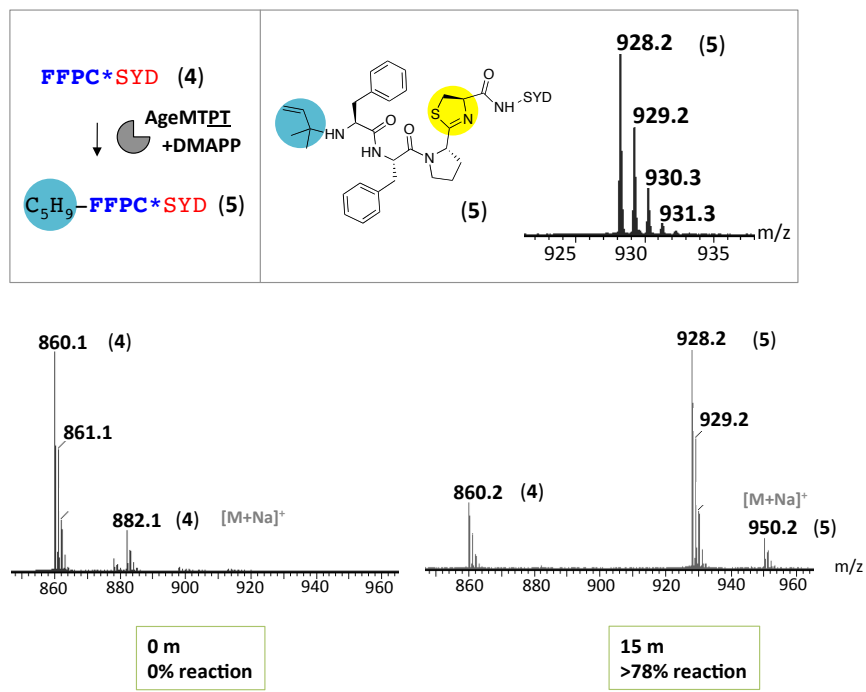 FFPC*SYD (4)
AgeMTPT
+DMAPP
C5H9–FFPC*SYD (5)
O
NH
SYD
S
N
HN
O
HN
O
N
(5)
928.2 (5)
929.2
930.3
931.3
925 930 935 m/z
860.1 (4)
861.1
882.1 (4) [M+Na]+
860 880 900 920 940 960
0 m
0% reaction
928.2 (5)
929.2
860.2 (4)
[M+Na]+
950.2 (5)
860 880 900 920 940 960 m/z
15 m
>78% reaction